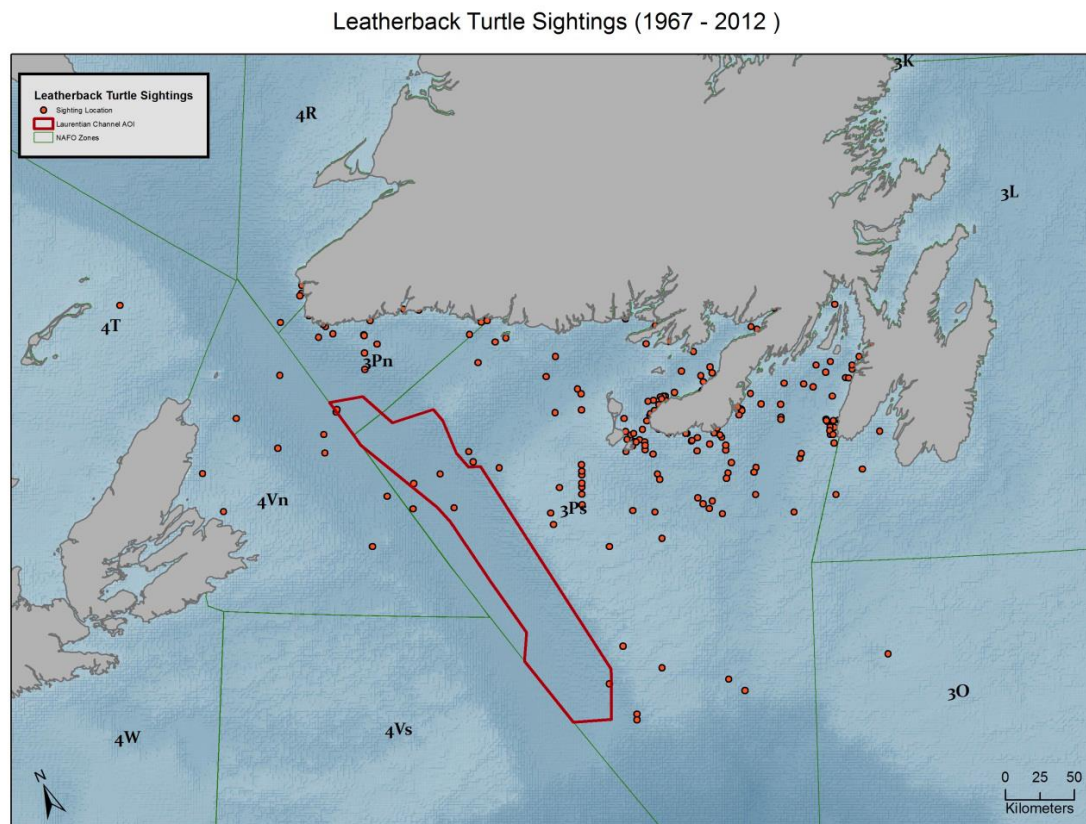 Leatherback Turtle Sightings (1967 - 2012 )
Leatherback Turtle Sightings
Sighting Location
Laurentian Channel AOI
NAFO Zones
3K
4R
3L
4T
3Pn
4Vn
3Ps
3O
4W
4Vs
N
0 25 50
Kilometers